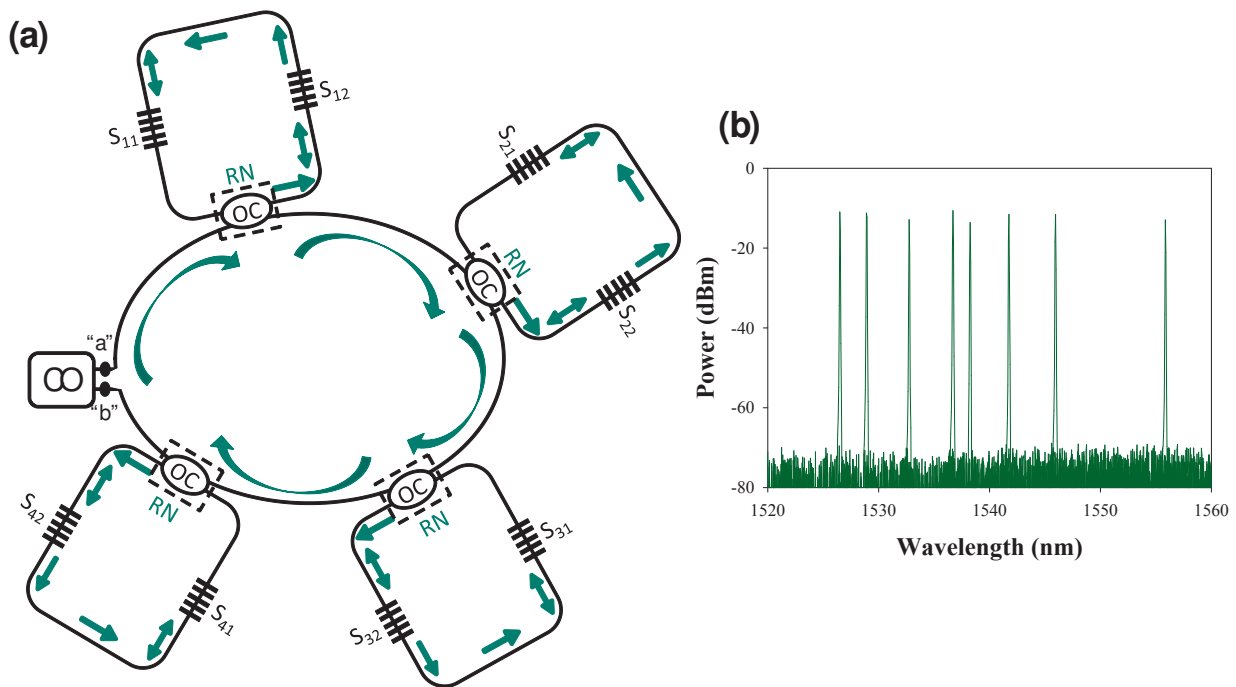 (a)
S₁₁
S₁₂
RN
OC
S₂₁
S₂₂
RN
OC
"a"
"b"
OC
RN
S₃₁
S₃₂
OC
RN
S₄₂
S₄₁
(b)
Power (dBm)
0
-20
-40
-60
-80
1520
1530
1540
1550
1560
Wavelength (nm)